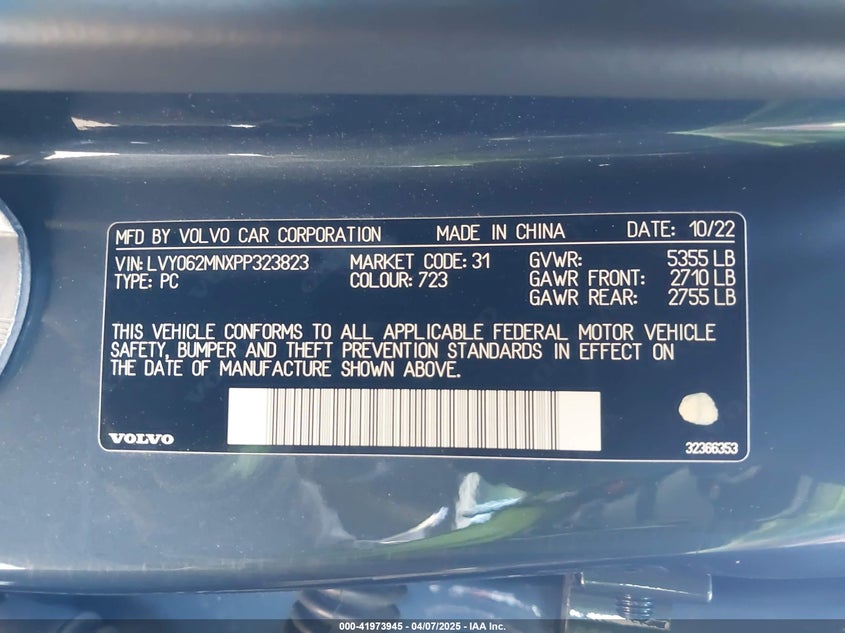 MFD BY VOLVO CAR CORPORATION MADE IN CHINA DATE: 10/22
VIN: LVY062MNXPP323823 MARKET CODE: 31 GVWR: 5355 LB
TYPE: PC COLOUR: 723 GAWR FRONT: 2710 LB
GAWR REAR: 2755 LB
THIS VEHICLE CONFORMS TO ALL APPLICABLE FEDERAL MOTOR VEHICLE
SAFETY, BUMPER AND THEFT PREVENTION STANDARDS IN EFFECT ON
THE DATE OF MANUFACTURE SHOWN ABOVE.
VOLVO 32366353
000-41973945 - 04/07/2025 - IAA Inc.